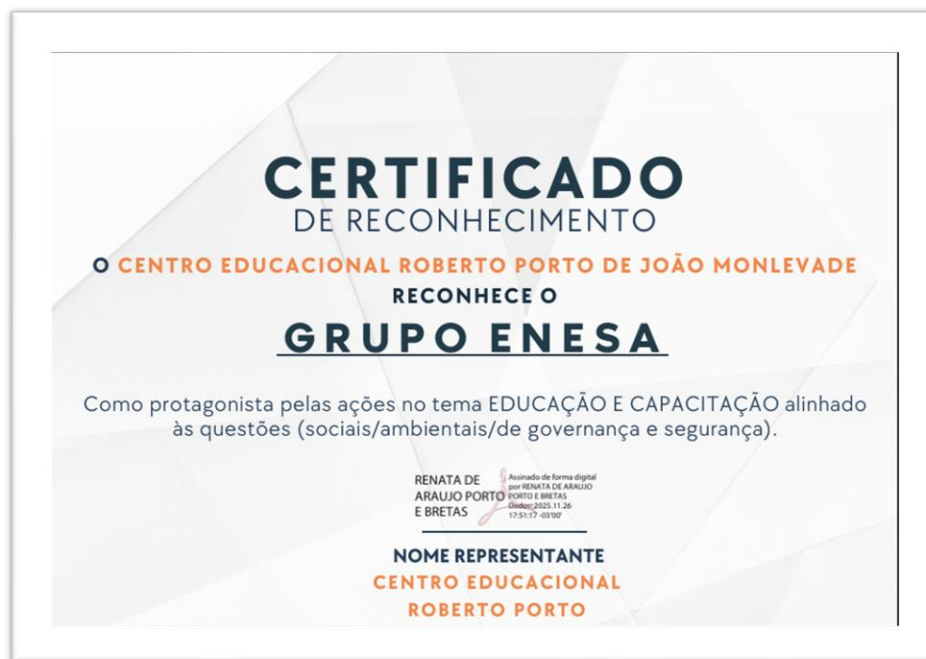 CERTIFICADO
DE RECONHECIMENTO
O CENTRO EDUCACIONAL ROBERTO PORTO DE JOÃO MONLEVADE
RECONHECE O
GRUPO ENESA
Como protagonista pelas ações no tema EDUCAÇÃO E CAPACITAÇÃO alinhado
às questões (sociais/ambientais/de governança e segurança).
RENATA DE
ARAUJO PORTO
E BRETAS
Assinado de forma digital
por RENATA DE ARAUJO
PORTO E BRETAS
Dados: 2025.11.26
17:51:17 -03'00'
NOME REPRESENTANTE
CENTRO EDUCACIONAL
ROBERTO PORTO